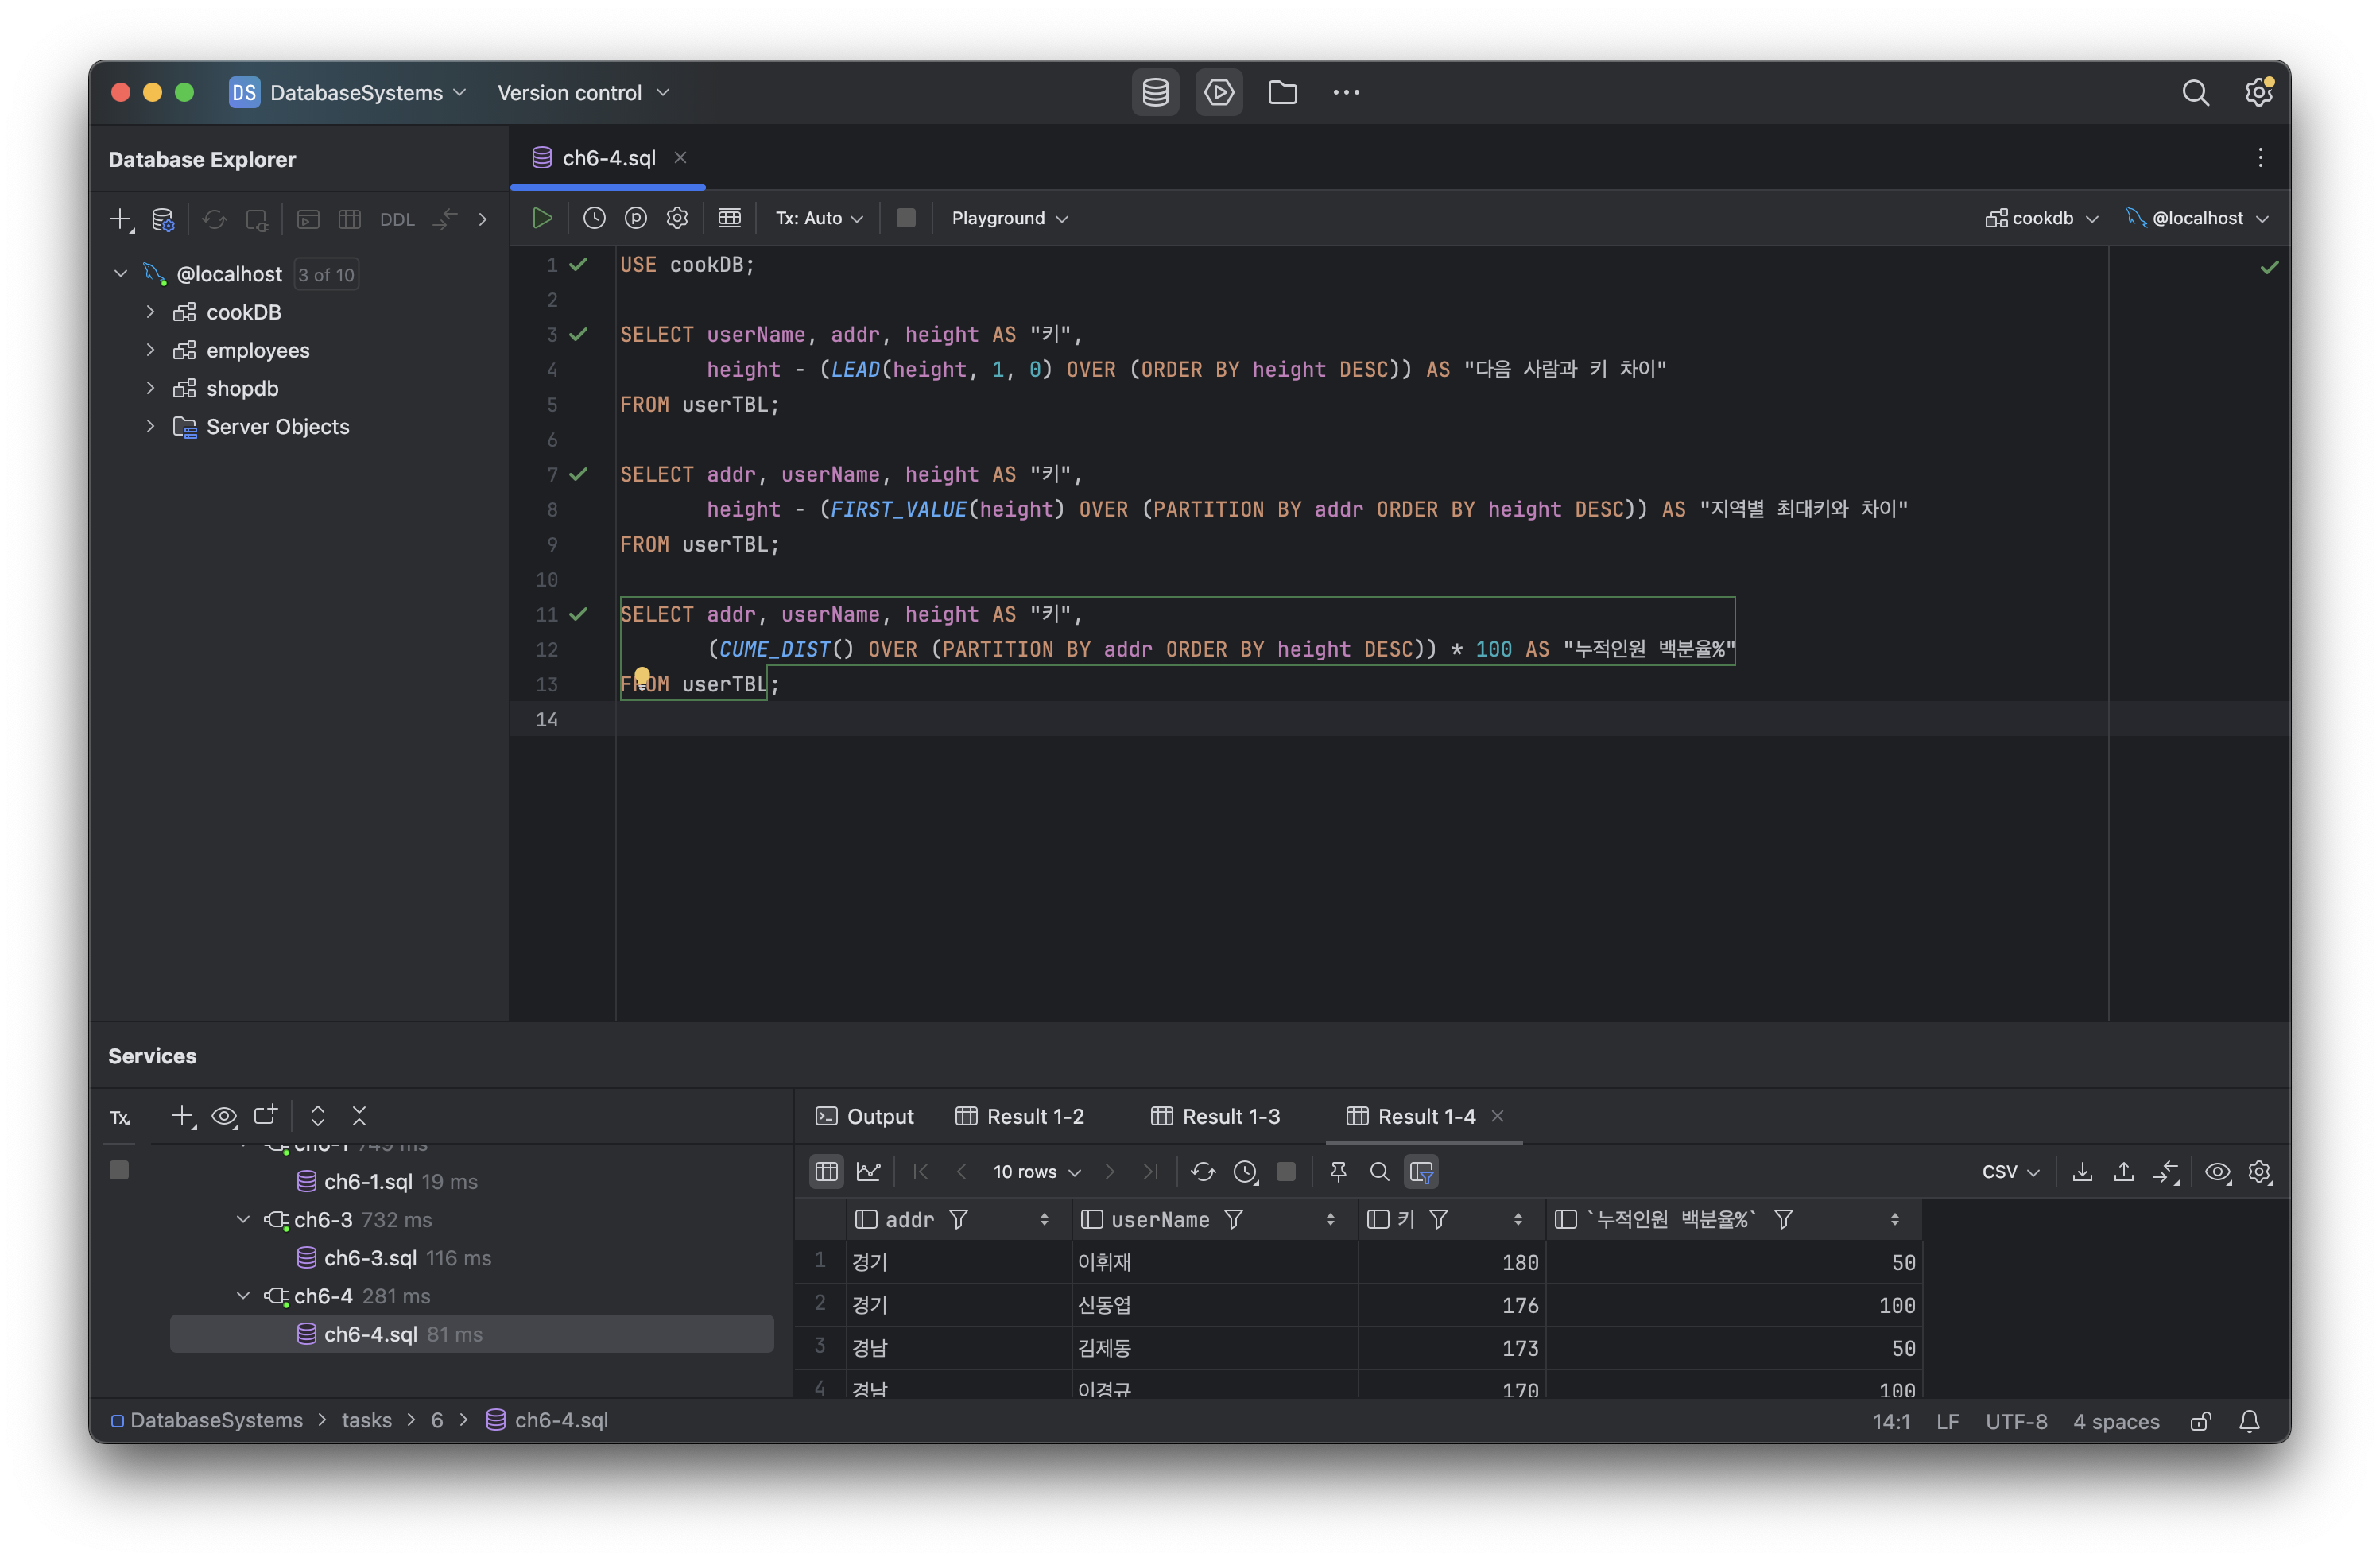 DS DatabaseSystems Version control
Database Explorer
ch6-4.sql
DDL
Tx: Auto Playground cookdb @localhost
@localhost 3 of 10
cookDB
employees
shopdb
Server Objects
1 USE cookDB;
2
3 SELECT userName, addr, height AS "키",
4 height - (LEAD(height, 1, 0) OVER (ORDER BY height DESC)) AS "다음 사람과 키 차이"
5 FROM userTBL;
6
7 SELECT addr, userName, height AS "키",
8 height - (FIRST_VALUE(height) OVER (PARTITION BY addr ORDER BY height DESC)) AS "지역별 최대키와 차이"
9 FROM userTBL;
10
11 SELECT addr, userName, height AS "키",
12 (CUME_DIST() OVER (PARTITION BY addr ORDER BY height DESC)) * 100 AS "누적인원 백분율%"
13 FROM userTBL;
14
Services
Tx
ch6-1 749 ms
ch6-1.sql 19 ms
ch6-3 732 ms
ch6-3.sql 116 ms
ch6-4 281 ms
ch6-4.sql 81 ms
Output Result 1-2 Result 1-3 Result 1-4
10 rows CSV
addr userName 키 `누적인원 백분율%`
1 경기 이휘재 180 50
2 경기 신동엽 176 100
3 경남 김제동 173 50
4 경남 이경규 170 100
DatabaseSystems > tasks > 6 > ch6-4.sql
14:1 LF UTF-8 4 spaces